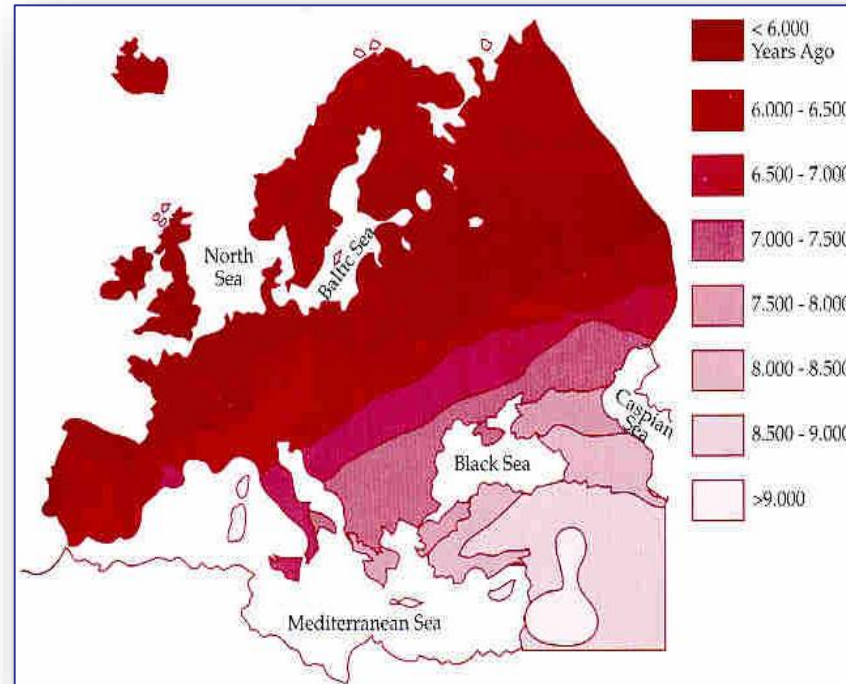 < 6.000
Years Ago
6.000 - 6.500
6.500 - 7.000
7.000 - 7.500
7.500 - 8.000
8.000 - 8.500
8.500 - 9.000
>9.000
North
Sea
Baltic Sea
Caspian
Sea
Black Sea
Mediterranean Sea